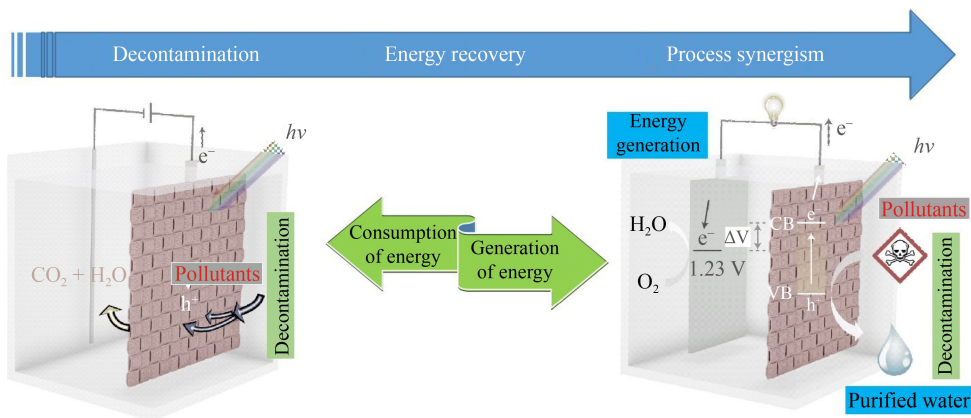 Decontamination
Energy recovery
Process synergism
hν
e⁻
CO₂ + H₂O
Pollutants
h⁺
Decontamination
Consumption
of energy
Generation
of energy
Energy
generation
e⁻
hν
H₂O
O₂
e⁻
1.23 V
ΔV
CB
e⁻
VB
h
Pollutants
Decontamination
Purified water